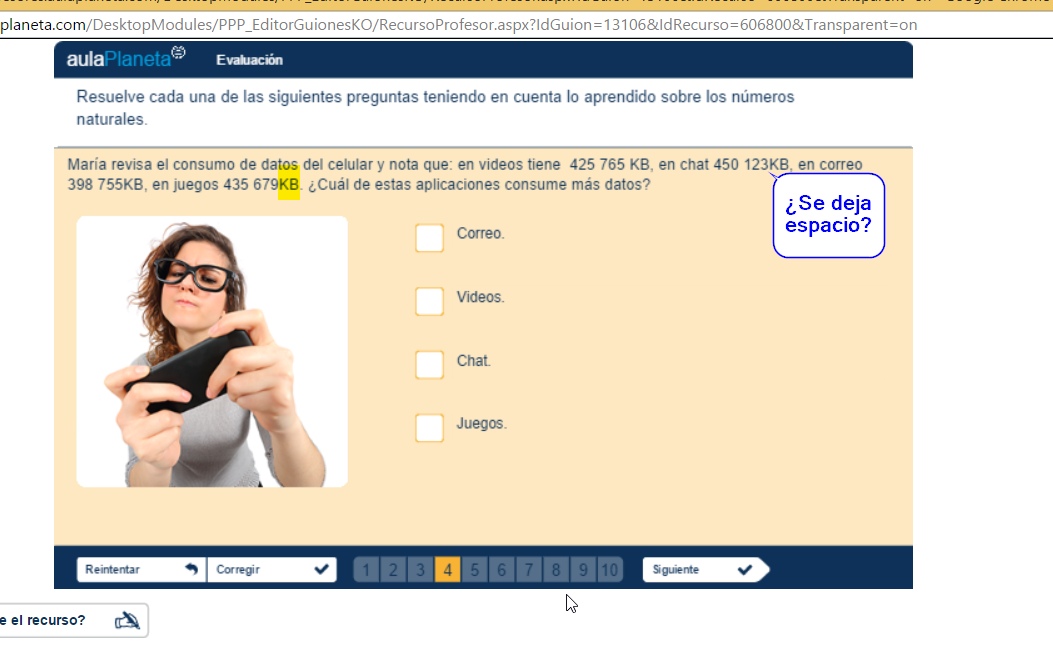 planeta.com/DesktopModules/PPP_EditorGuionesKO/RecursoProfesor.aspx?IdGuion=13106&IdRecurso=606800&Transparent=on
aulaPlaneta Evaluación
Resuelve cada una de las siguientes preguntas teniendo en cuenta lo aprendido sobre los números
naturales.
María revisa el consumo de datos del celular y nota que: en videos tiene 425 765 KB, en chat 450 123KB, en correo
398 755KB, en juegos 435 679KB. ¿Cuál de estas aplicaciones consume más datos?
¿Se deja
espacio?
Correo.
Videos.
Chat.
Juegos.
Reintentar Corregir 1 2 3 4 5 6 7 8 9 10 Siguiente
e el recurso?